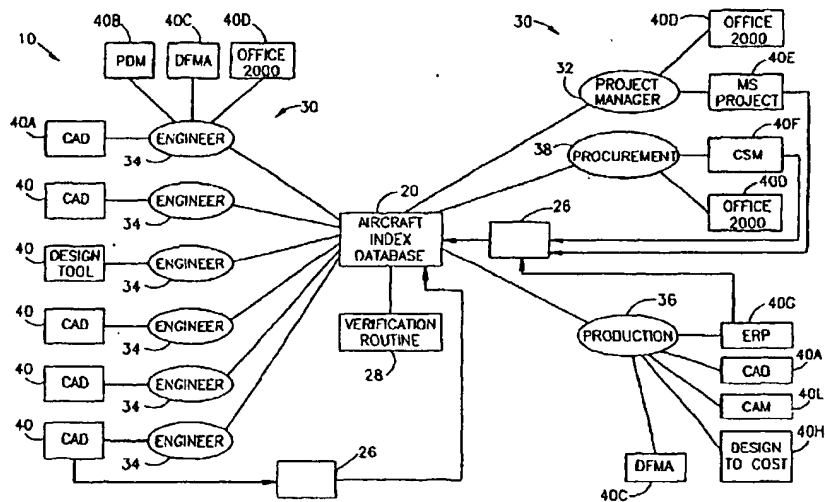 10
40B
40C
40D
PDM
DFMA
OFFICE
2000
30
40A
CAD
ENGINEER
34
40
CAD
ENGINEER
34
40
DESIGN
TOOL
ENGINEER
34
40
CAD
ENGINEER
34
40
CAD
ENGINEER
34
40
CAD
ENGINEER
34
26
20
AIRCRAFT
INDEX
DATABASE
VERIFICATION
ROUTINE
28
30
40D
OFFICE
2000
32
PROJECT
MANAGER
40E
MS
PROJECT
38
PROCUREMENT
40F
CSM
40D
OFFICE
2000
26
36
PRODUCTION
40G
ERP
40A
CAD
40L
CAM
40H
DESIGN
TO COST
DFMA
40C